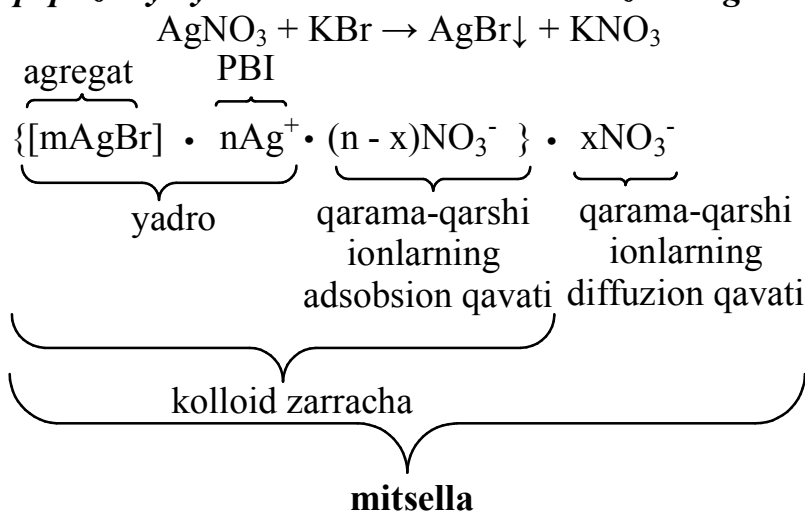 AgNO₃ + KBr → AgBr↓ + KNO₃
agregat PBI
{[mAgBr] • nAg⁺ • (n - x)NO₃⁻ } • xNO₃⁻
yadro
qarama-qarshi
ionlarning
adsobsion qavati
qarama-qarshi
ionlarning
diffuzion qavati
kolloid zarracha
mitsella